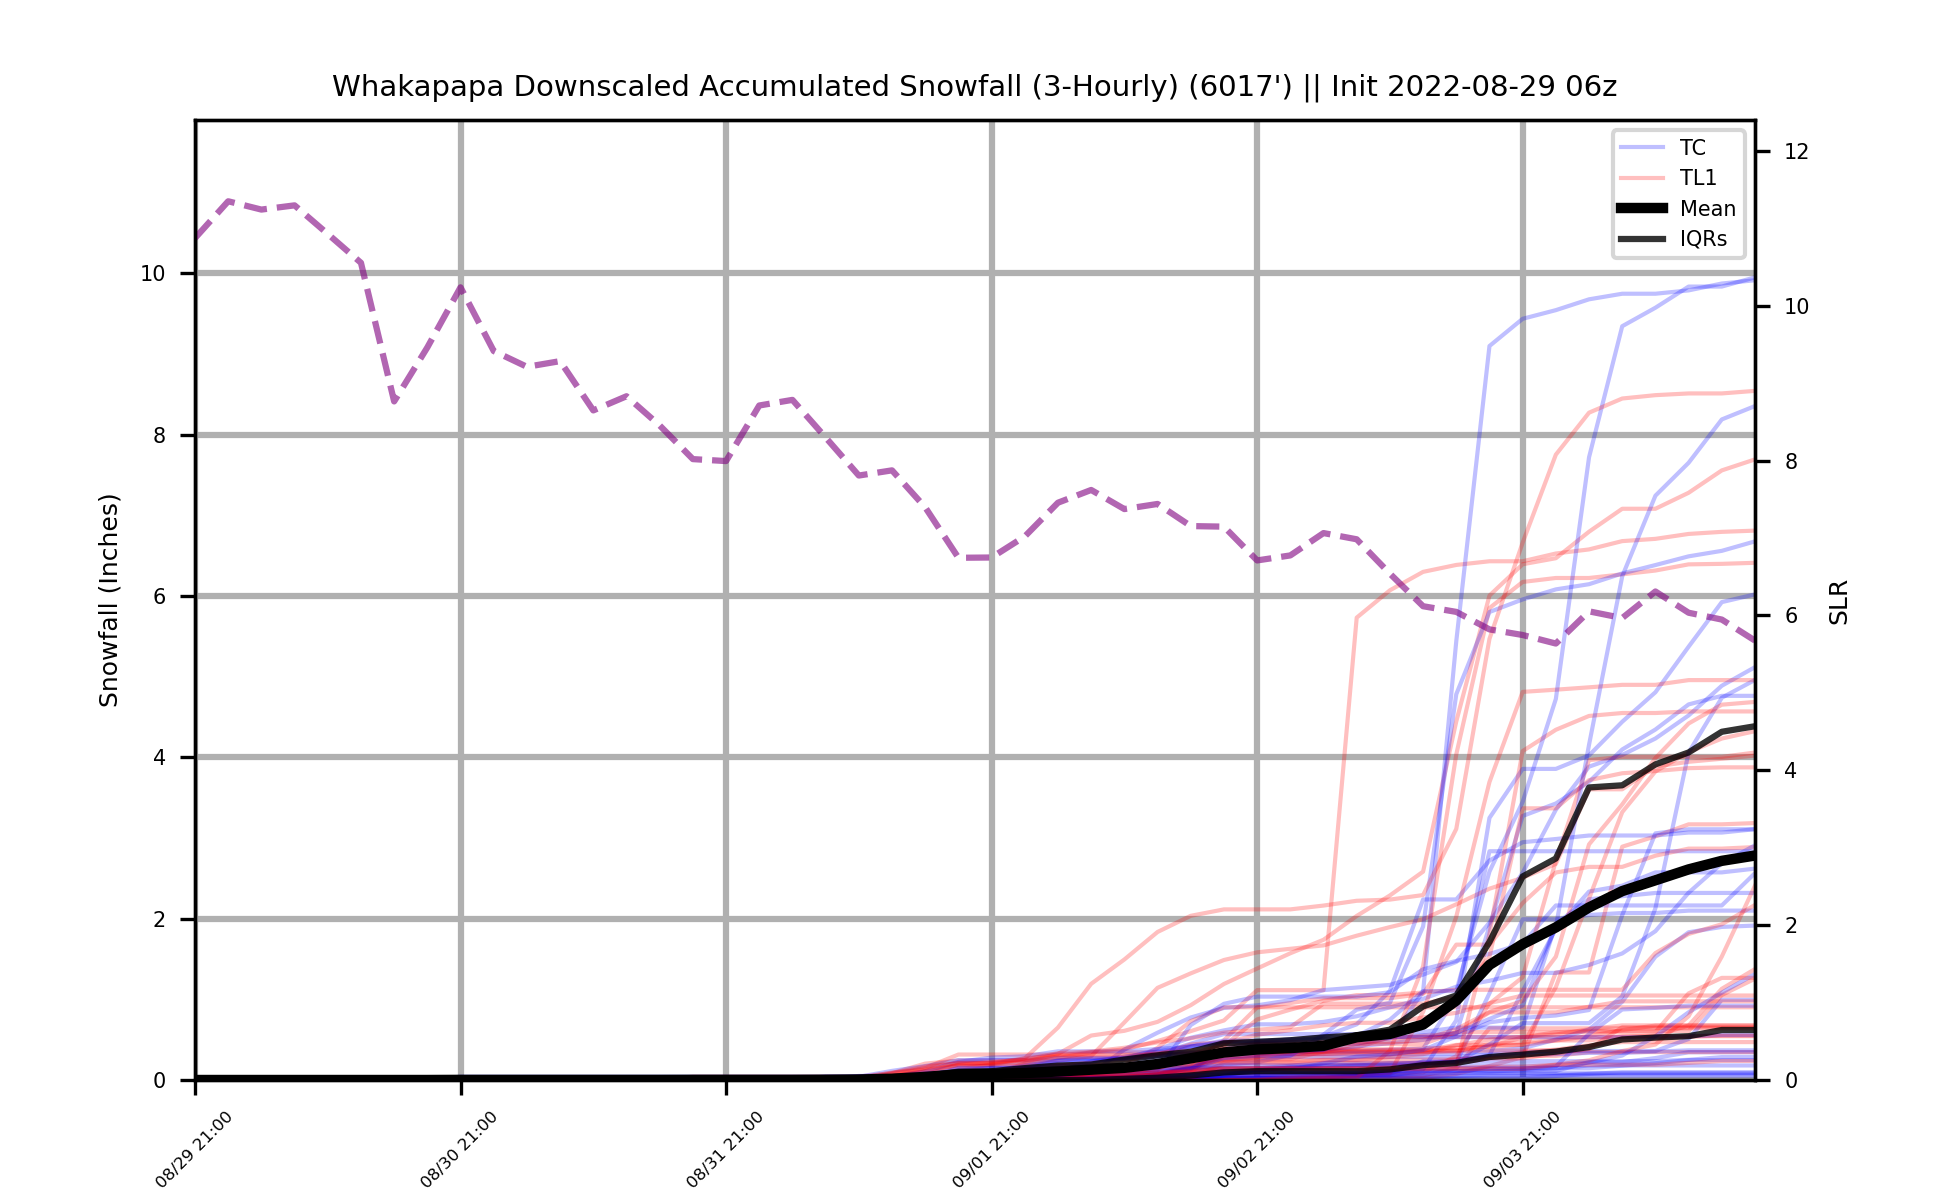 Whakapapa Downscaled Accumulated Snowfall (3-Hourly) (6017') || Init 2022-08-29 06z
TC
TL1
Mean
IQRs
Snowfall (Inches)
10
8
6
4
2
0
12
10
8
6
4
2
0
SLR
08/29 21:00
08/30 21:00
08/31 21:00
09/01 21:00
09/02 21:00
09/03 21:00